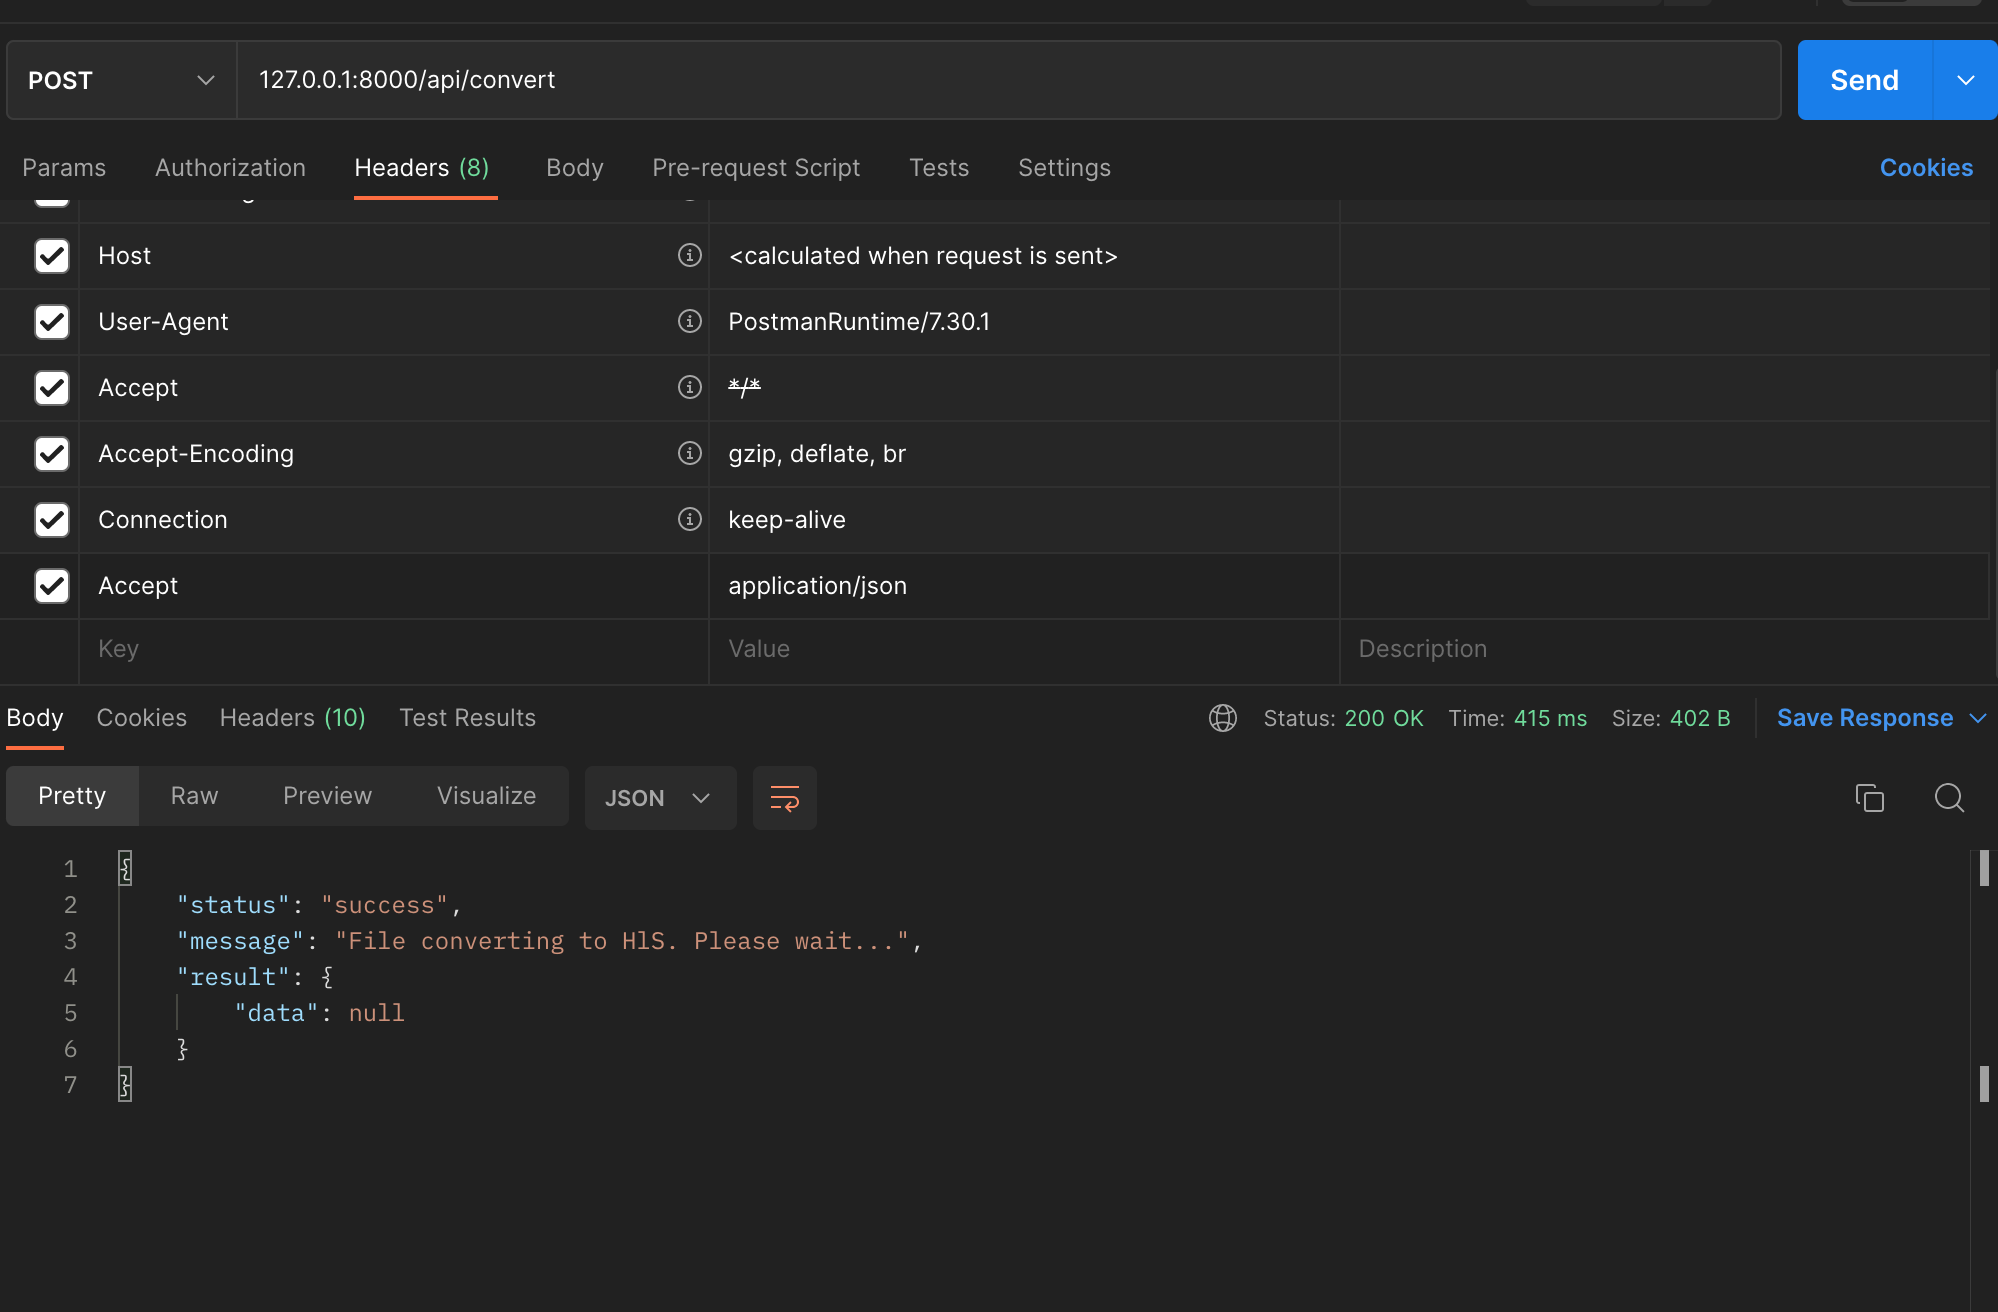 POST 127.0.0.1:8000/api/convert Send
Params Authorization Headers (8) Body Pre-request Script Tests Settings Cookies
Host <calculated when request is sent>
User-Agent PostmanRuntime/7.30.1
Accept */*
Accept-Encoding gzip, deflate, br
Connection keep-alive
Accept application/json
Key Value Description
Body Cookies Headers (10) Test Results Status: 200 OK Time: 415 ms Size: 402 B Save Response
Pretty Raw Preview Visualize JSON
1 {
2 "status": "success",
3 "message": "File converting to HlS. Please wait...",
4 "result": {
5 "data": null
6 }
7 }